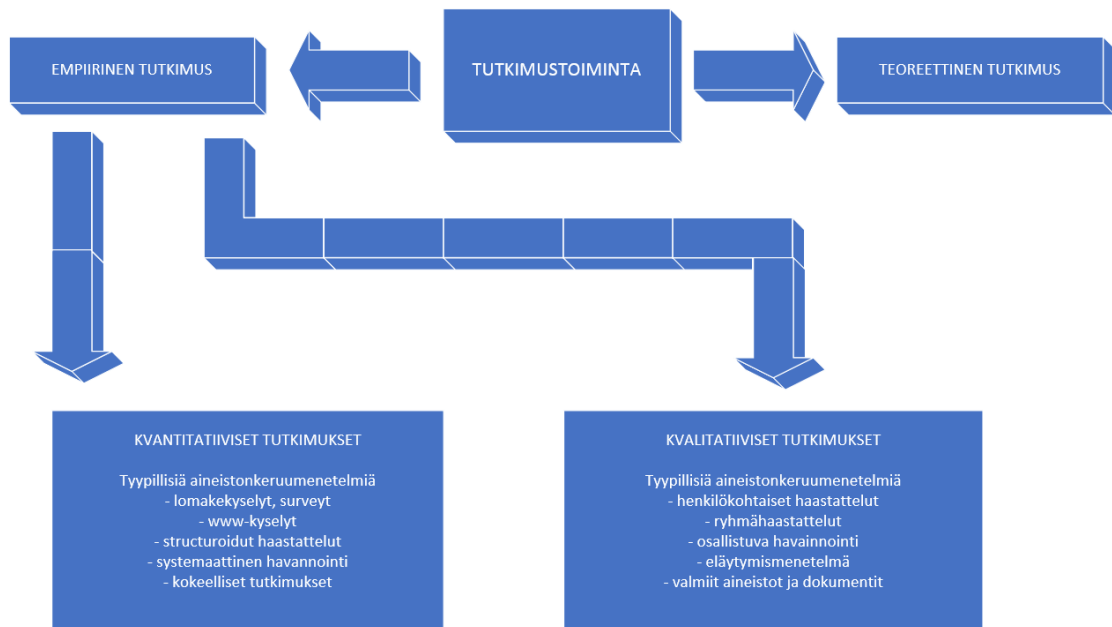 EMPIIRINEN TUTKIMUS
TUTKIMUSTOIMINTA
TEOREETTINEN TUTKIMUS
KVANTITATIIVISET TUTKIMUKSET
Tyypillisiä aineistonkeruumenetelmiä
- lomakekyselyt, surveyt
- www-kyselyt
- structuroidut haastattelut
- systemaattinen havannointi
- kokeelliset tutkimukset
KVALITATIIVISET TUTKIMUKSET
Tyypillisiä aineistonkeruumenetelmiä
- henkilökohtaiset haastattelut
- ryhmähaastattelut
- osallistuva havainnointi
- eläytymismenetelmä
- valmiit aineistot ja dokumentit